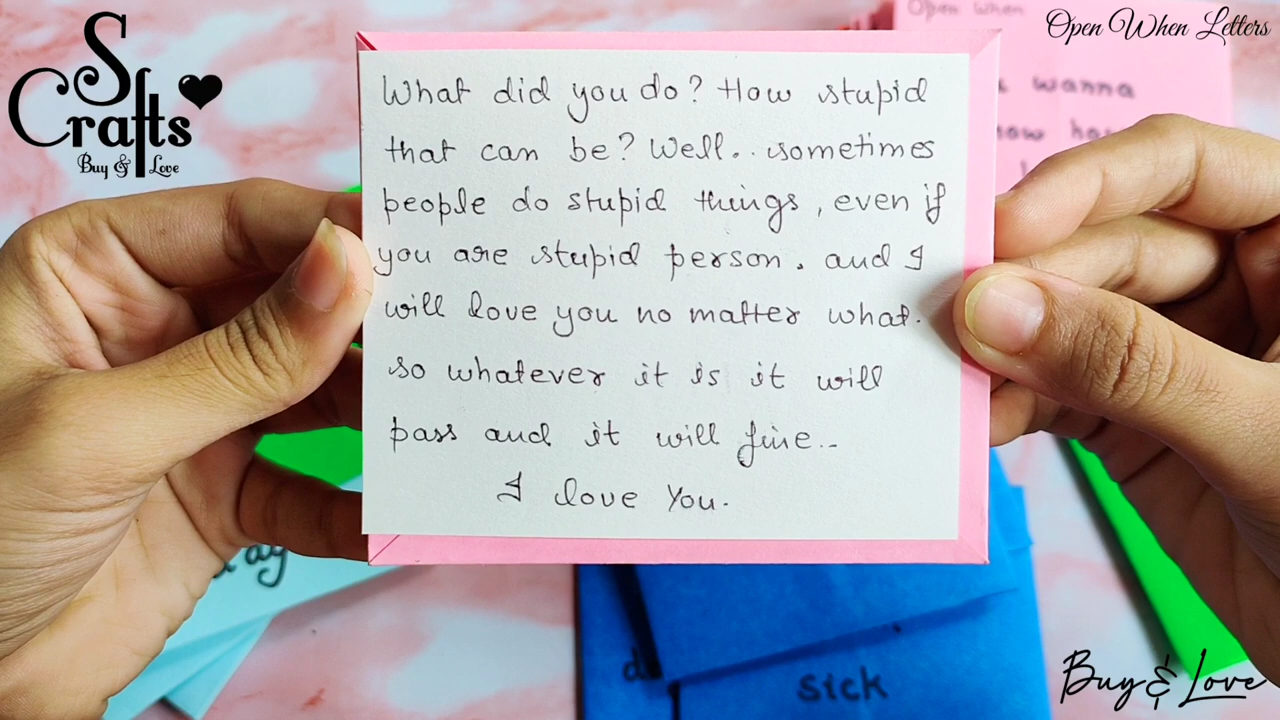 S
Crafts
Buy & Love
Open When Letters
Open When
wanna
What did you do? How stupid
that can be? Well.. sometimes
people do stupid things, even if
you are stupid person. and I
will love you no matter what.
so whatever it is it will
pass and it will fine..
I love You.
sick
Buy & Love